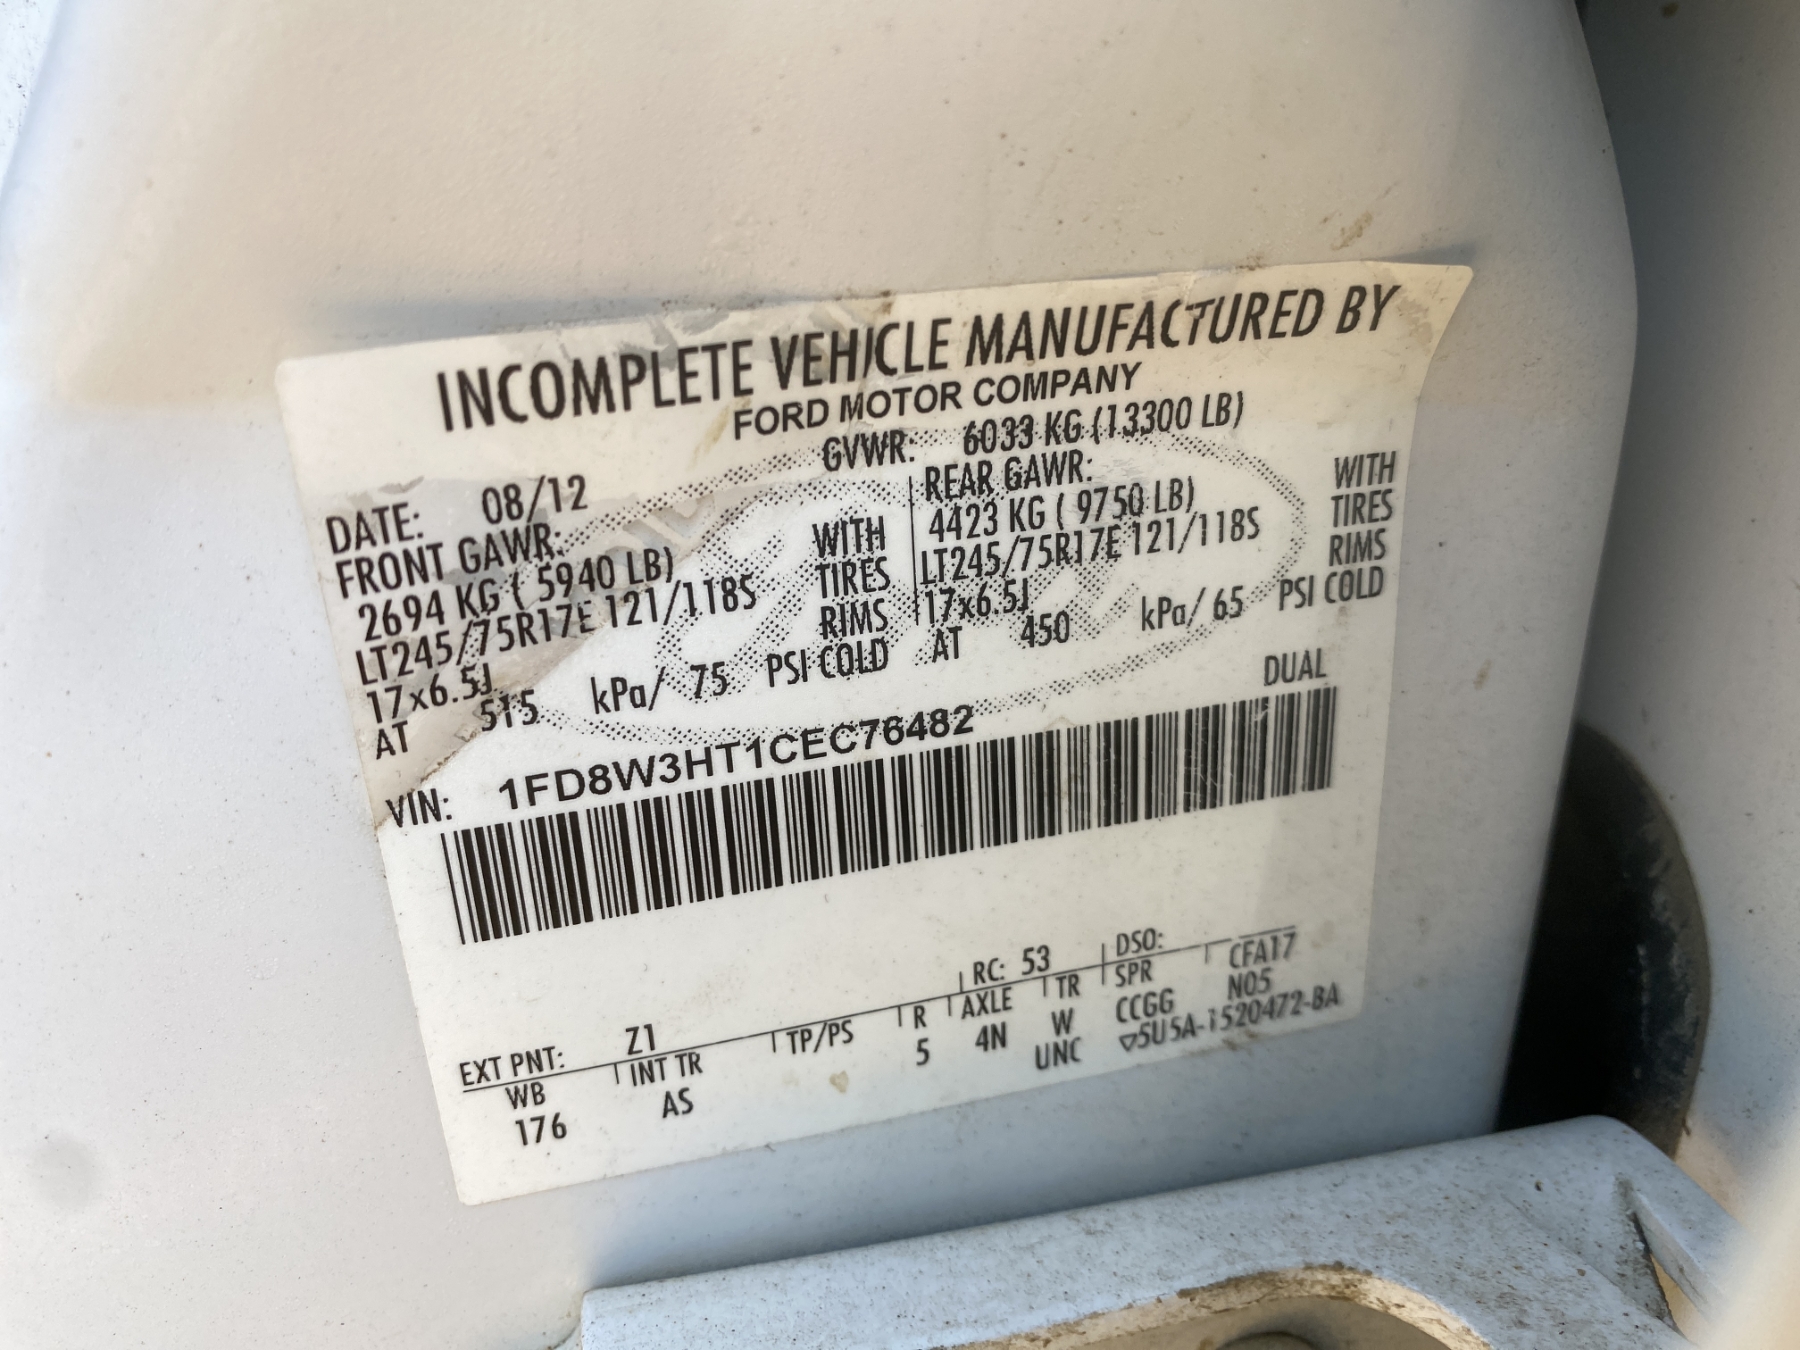 INCOMPLETE VEHICLE MANUFACTURED BY
FORD MOTOR COMPANY
DATE: 08/12 GVWR: 6033 KG (13300 LB)
FRONT GAWR:
2694 KG ( 5940 LB) WITH
LT245/75R17E 121/118S TIRES
17x6.5J RIMS
AT 515 kPa/ 75 PSI COLD
REAR GAWR:
4423 KG ( 9750 LB) WITH
LT245/75R17E 121/118S TIRES
17x6.5J RIMS
AT 450 kPa/ 65 PSI COLD
DUAL
VIN: 1FD8W3HT1CEC76482
EXT PNT: Z1 RC: 53 DSO:
WB INT TR TP/PS R AXLE TR SPR CFA17
176 AS 5 4N W CCGG N05
UNC ▽5U5A-1520472-BA